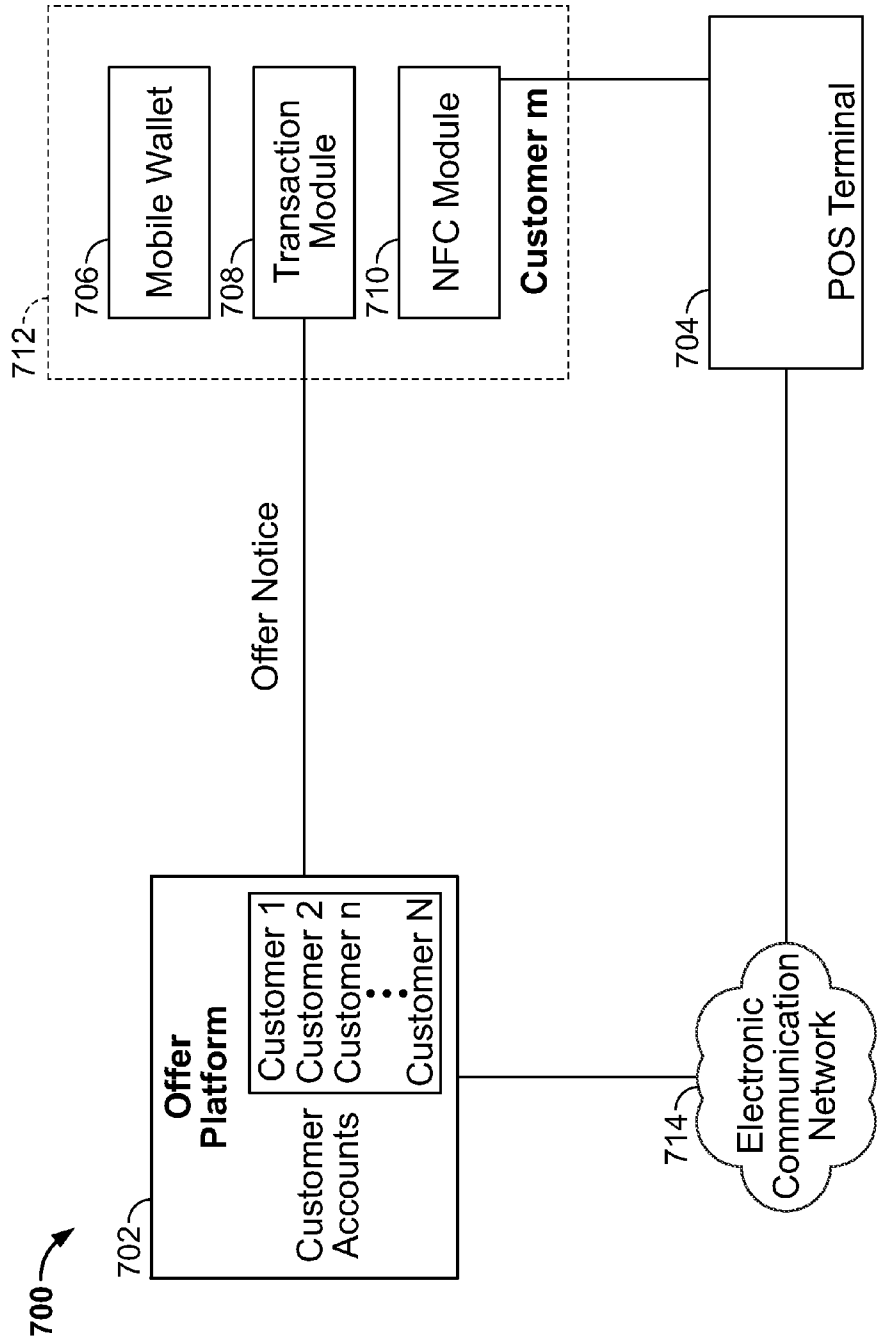 700
702
Offer
Platform
Customer
Accounts
Customer 1
Customer 2
Customer n
Customer N
Offer Notice
712
706
Mobile Wallet
708
Transaction
Module
710
NFC Module
Customer m
714
Electronic
Communication
Network
704
POS Terminal